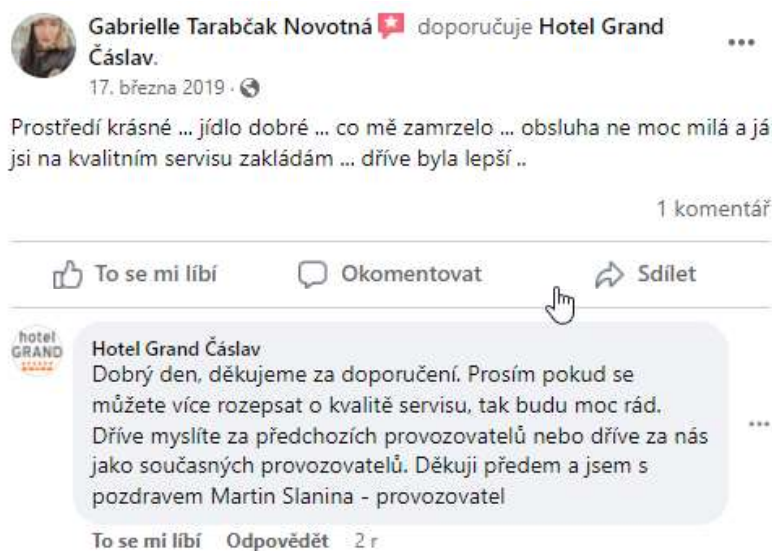 Gabrielle Tarabčak Novotná doporučuje Hotel Grand
Čáslav.
17. března 2019 ·
Prostředí krásné ... jídlo dobré ... co mě zamrzelo ... obsluha ne moc milá a já
jsi na kvalitním servisu zakládám ... dříve byla lepší ..
1 komentář
To se mi líbí Okomentovat Sdílet
hotel
GRAND
Hotel Grand Čáslav
Dobrý den, děkujeme za doporučení. Prosím pokud se
můžete více rozepsat o kvalitě servisu, tak budu moc rád.
Dříve myslíte za předchozích provozovatelů nebo dříve za nás
jako současných provozovatelů. Děkuji předem a jsem s
pozdravem Martin Slanina - provozovatel
To se mi líbí Odpovědět 2 r